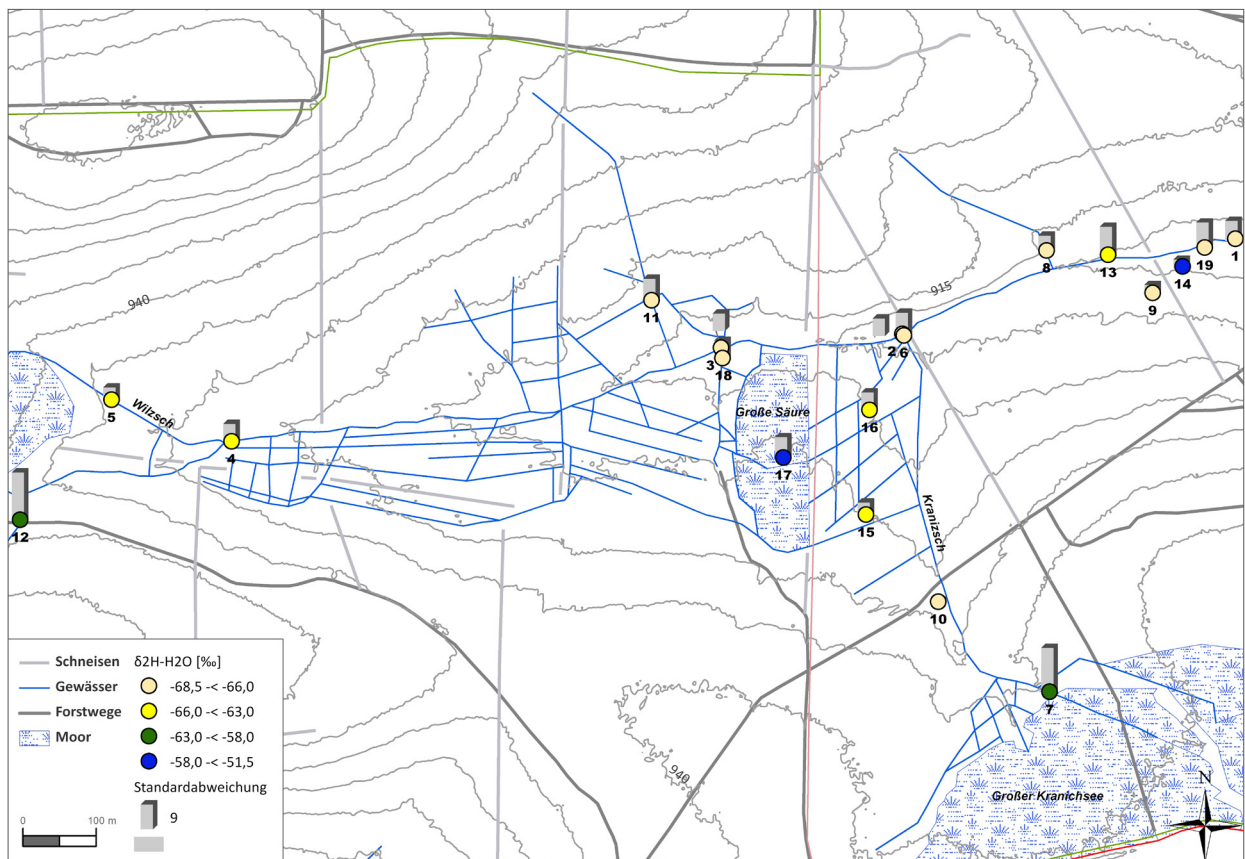 940
915
8
13
19
1
14
9
11
2
6
3
18
5
Wilzsch
4
Große Säure
16
17
12
15
Kranizsch
10
7
940
Großer Kranichsee
N
Schneisen
Gewässer
Forstwege
Moor
0 100 m
δ2H-H2O [‰]
-68,5 -< -66,0
-66,0 -< -63,0
-63,0 -< -58,0
-58,0 -< -51,5
Standardabweichung
9